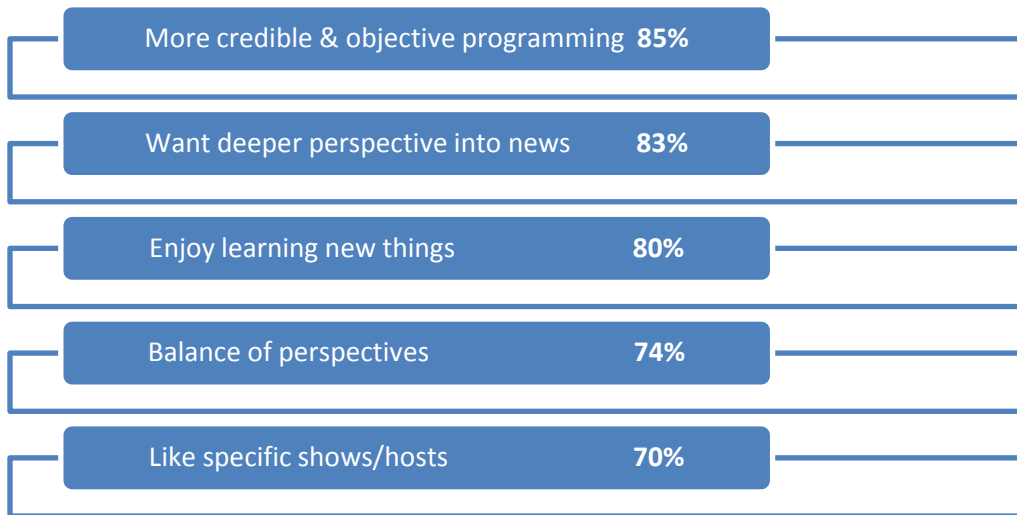 More credible & objective programming 85%
Want deeper perspective into news 83%
Enjoy learning new things 80%
Balance of perspectives 74%
Like specific shows/hosts 70%